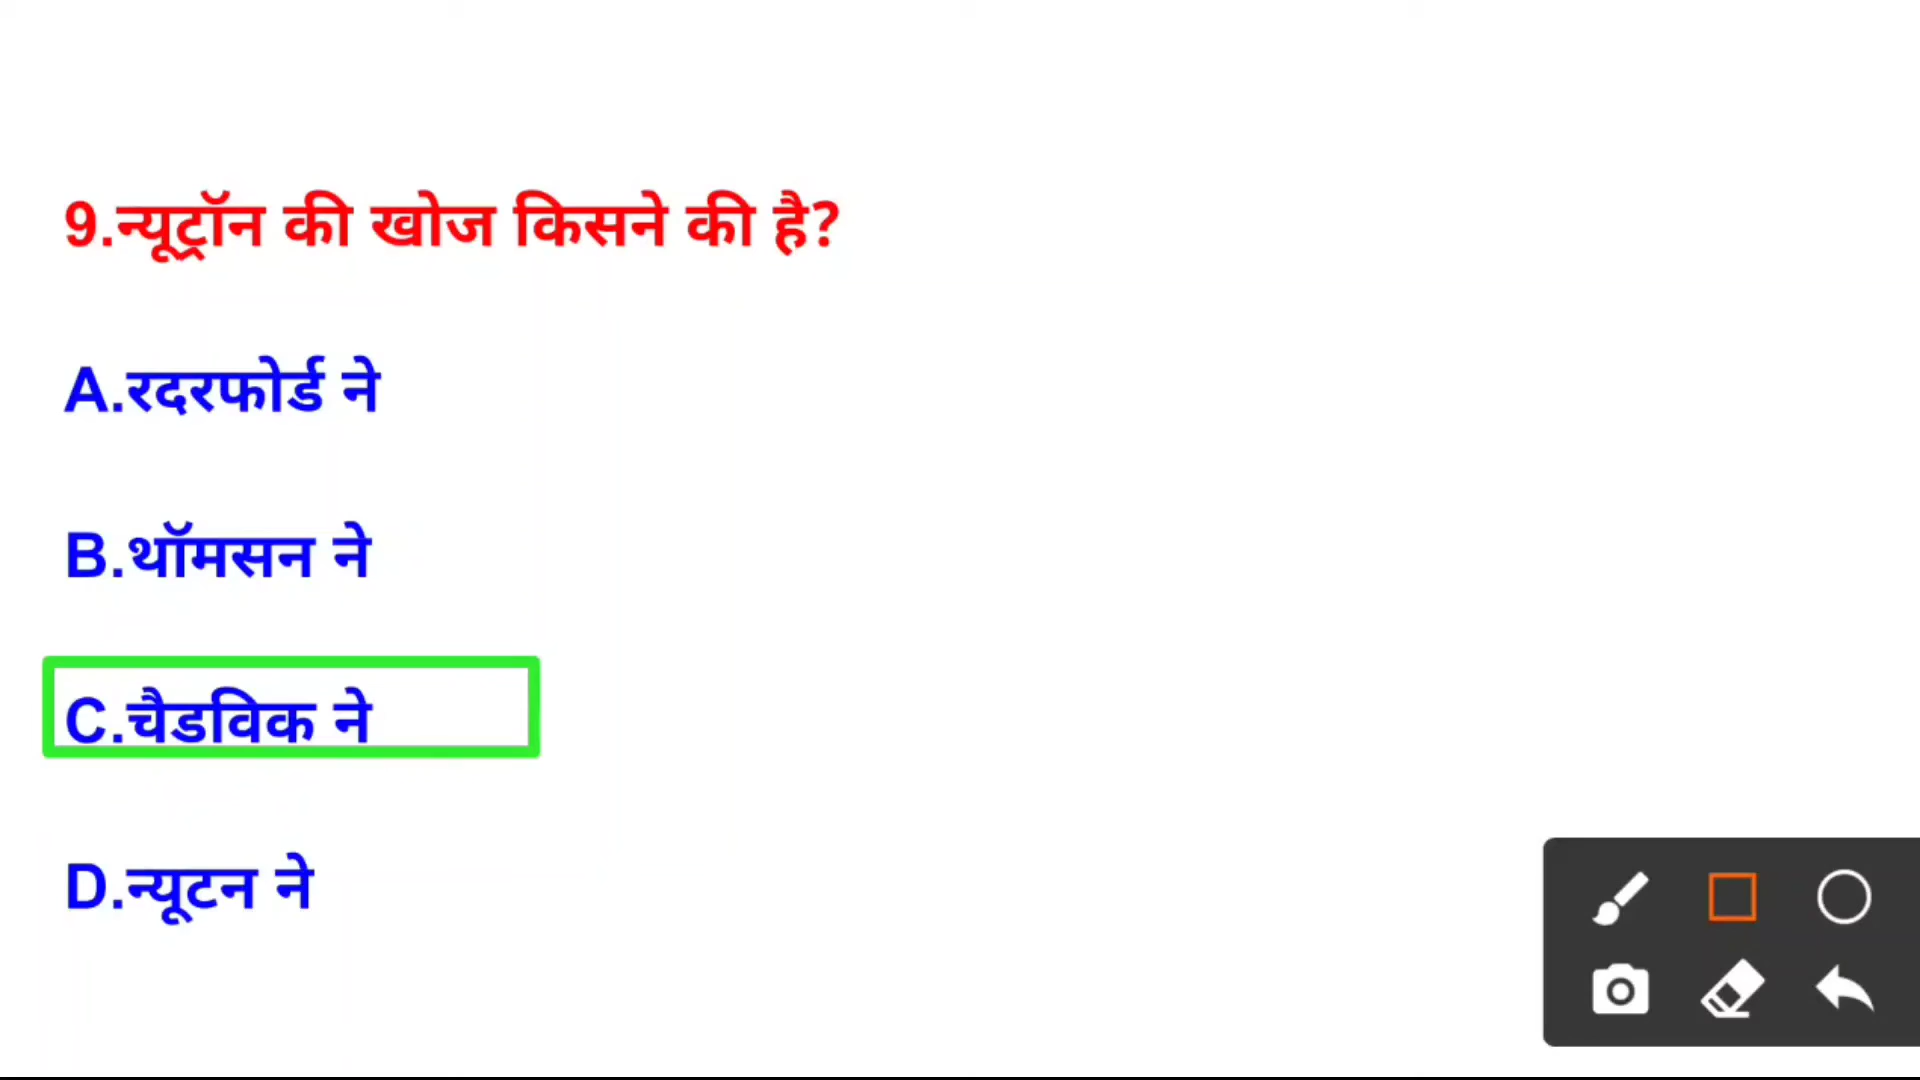 9.न्यूट्रॉन की खोज किसने की है?
A.रदरफोर्ड ने
B.थॉमसन ने
C.चैडविक ने
D.न्यूटन ने